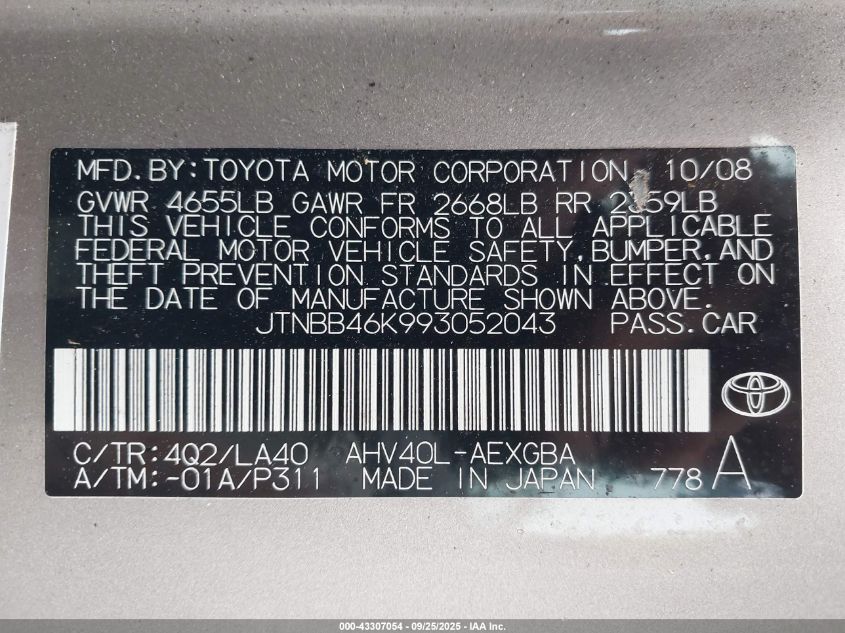 MFD.BY:TOYOTA MOTOR CORPORATION 10/08
GVWR 4655LB GAWR FR 2668LB RR LB
THIS VEHICLE CONFORMS TO ALL APPLICABLE
FEDERAL MOTOR VEHICLE SAFETY,BUMPER,AND
THEFT PREVENTION STANDARDS IN EFFECT ON
THE DATE OF MANUFACTURE SHOWN ABOVE.
JTNBB46K993052043 PASS.CAR
C/TR:4Q2/LA40 AHV40L-AEXGBA
A/TM:-01A/P311 MADE IN JAPAN 778 A
000-43307054 - 09/25/2025 - IAA Inc.